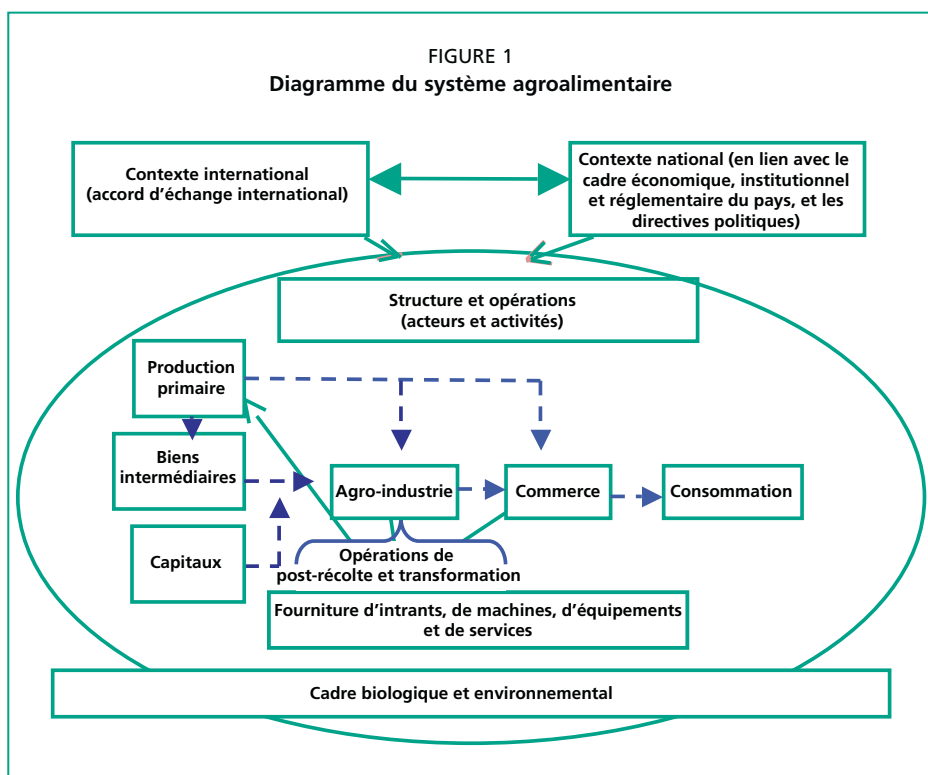 FIGURE 1
Diagramme du système agroalimentaire
Contexte international
(accord d'échange international)
Contexte national (en lien avec le
cadre économique, institutionnel
et réglementaire du pays, et les
directives politiques)
Structure et opérations
(acteurs et activités)
Production
primaire
Biens
intermédiaires
Agro-industrie
Commerce
Consommation
Capitaux
Opérations de
post-récolte et transformation
Fourniture d'intrants, de machines, d'équipements
et de services
Cadre biologique et environnemental